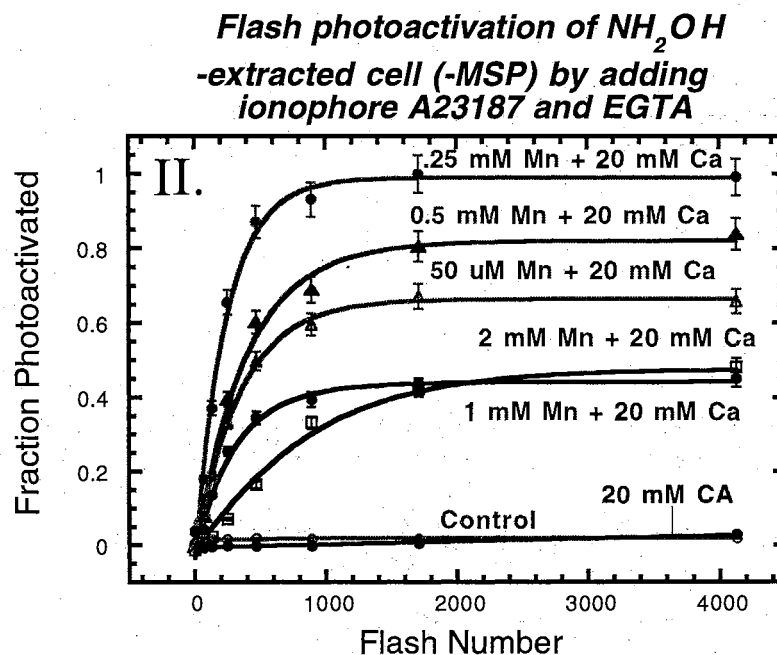 Flash photoactivation of NH2OH
-extracted cell (-MSP) by adding
ionophore A23187 and EGTA
II.
.25 mM Mn + 20 mM Ca
0.5 mM Mn + 20 mM Ca
50 uM Mn + 20 mM Ca
2 mM Mn + 20 mM Ca
1 mM Mn + 20 mM Ca
20 mM CA
Control
Fraction Photoactivated
1
0.8
0.6
0.4
0.2
0
0
1000
2000
3000
4000
Flash Number